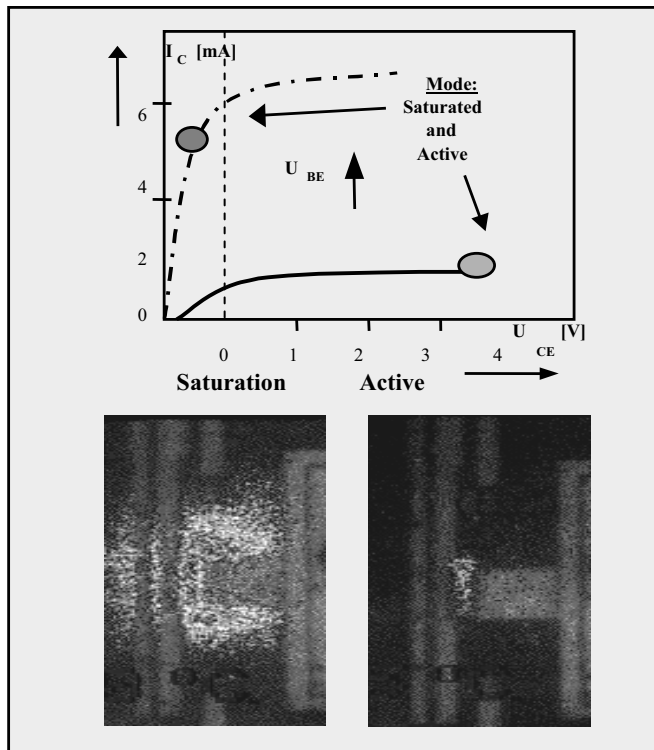 I C [mA]
Mode:
Saturated
and
Active
6
U BE
4
2
0
U CE [V]
0 1 2 3 4
Saturation Active